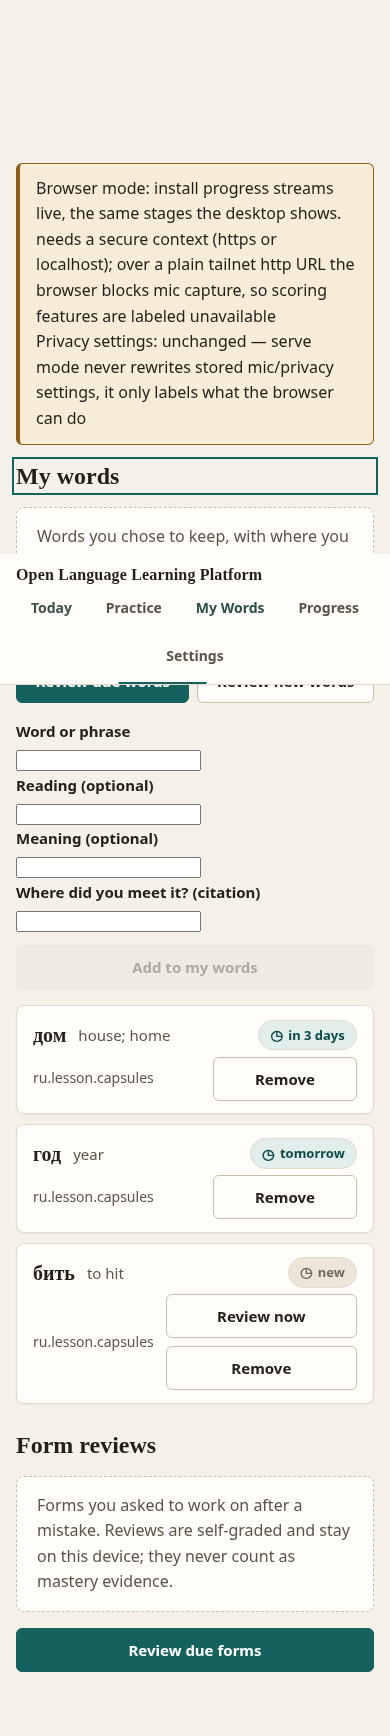 Browser mode: install progress streams
live, the same stages the desktop shows.
needs a secure context (https or
localhost); over a plain tailnet http URL the
browser blocks mic capture, so scoring
features are labeled unavailable
Privacy settings: unchanged — serve
mode never rewrites stored mic/privacy
settings, it only labels what the browser
can do
My words
Words you chose to keep, with where you
Open Language Learning Platform
Today Practice My Words Progress
Settings
Word or phrase
Reading (optional)
Meaning (optional)
Where did you meet it? (citation)
Add to my words
дом house; home in 3 days
ru.lesson.capsules Remove
год year tomorrow
ru.lesson.capsules Remove
бить to hit new
Review now
ru.lesson.capsules
Remove
Form reviews
Forms you asked to work on after a
mistake. Reviews are self-graded and stay
on this device; they never count as
mastery evidence.
Review due forms